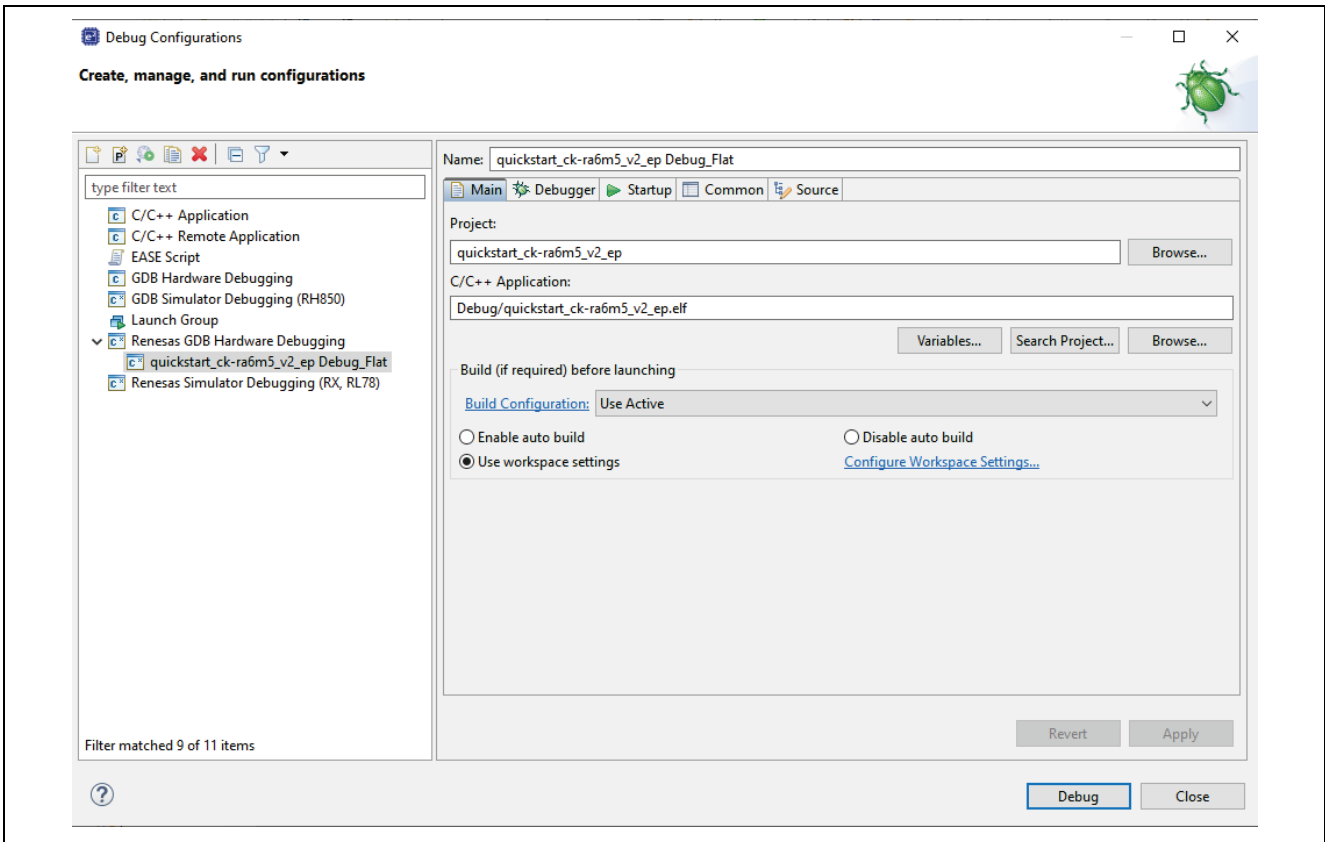 Debug Configurations
Create, manage, and run configurations
type filter text
C/C++ Application
C/C++ Remote Application
EASE Script
GDB Hardware Debugging
GDB Simulator Debugging (RH850)
Launch Group
Renesas GDB Hardware Debugging
quickstart_ck-ra6m5_v2_ep Debug_Flat
Renesas Simulator Debugging (RX, RL78)
Filter matched 9 of 11 items
Name: quickstart_ck-ra6m5_v2_ep Debug_Flat
Main Debugger Startup Common Source
Project:
quickstart_ck-ra6m5_v2_ep Browse...
C/C++ Application:
Debug/quickstart_ck-ra6m5_v2_ep.elf
Variables... Search Project... Browse...
Build (if required) before launching
Build Configuration: Use Active
Enable auto build Disable auto build
Use workspace settings Configure Workspace Settings...
Revert Apply
Debug Close